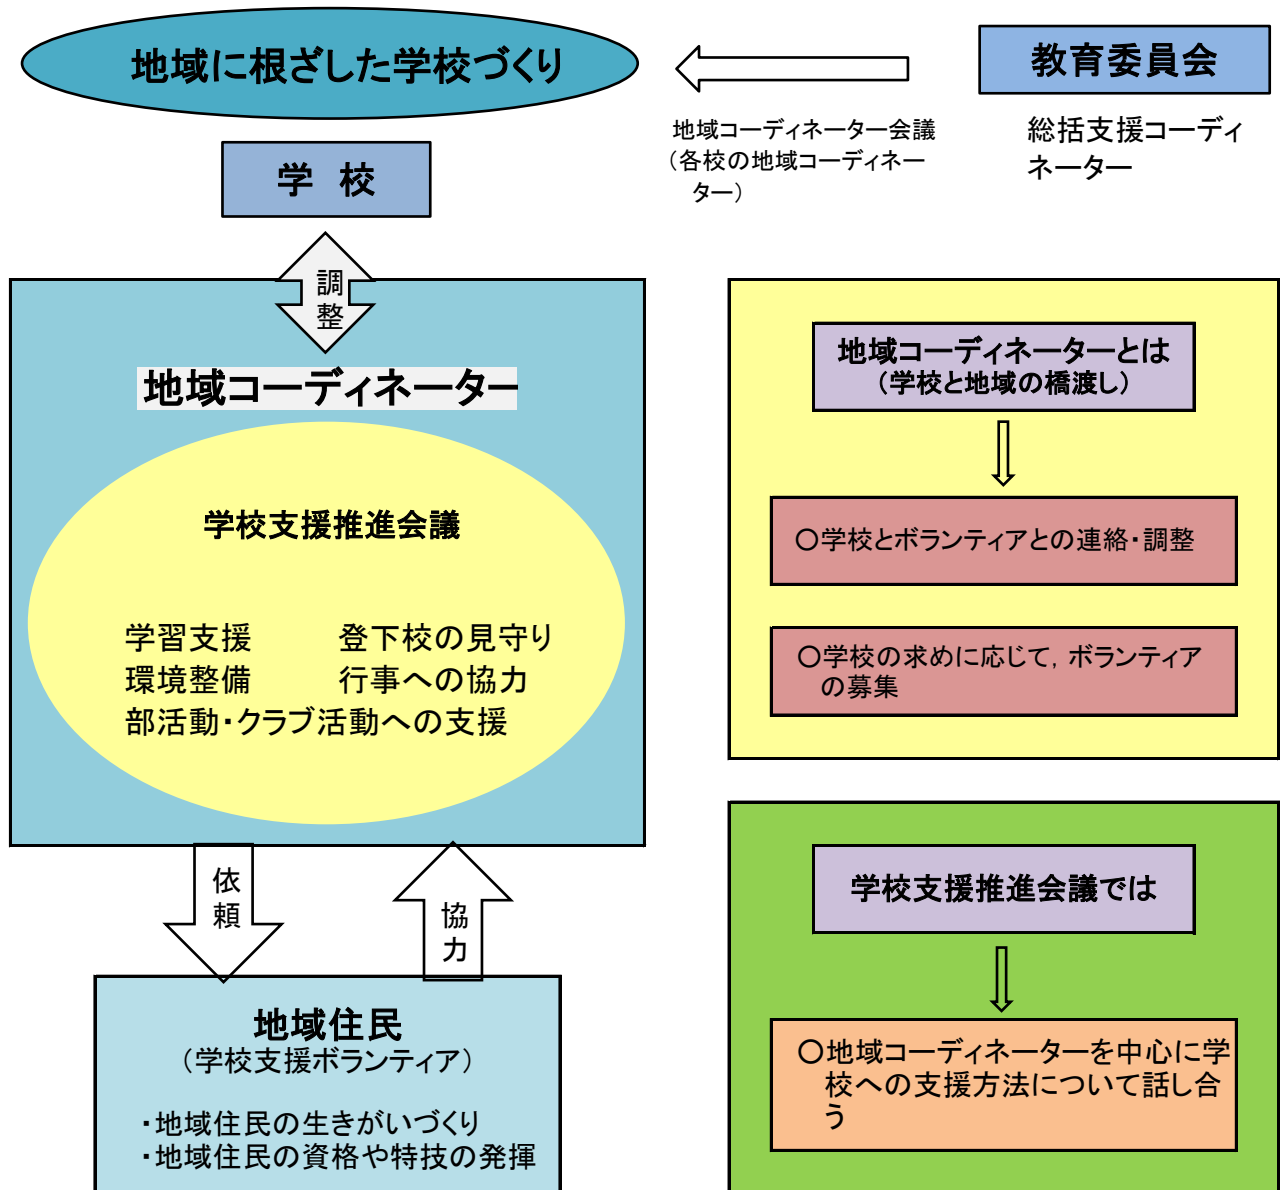 地域に根ざした学校づくり
教育委員会
地域コーディネーター会議
（各校の地域コーディネー
ター）
総括支援コーディ
ネーター
学 校
調
整
地域コーディネーター
学校支援推進会議
学習支援 登下校の見守り
環境整備 行事への協力
部活動・クラブ活動への支援
依
頼
協
力
地域住民
（学校支援ボランティア）
・地域住民の生きがいづくり
・地域住民の資格や特技の発揮
地域コーディネーターとは
（学校と地域の橋渡し）
○学校とボランティアとの連絡・調整
○学校の求めに応じて，ボランティア
の募集
学校支援推進会議では
○地域コーディネーターを中心に学
校への支援方法について話し合
う